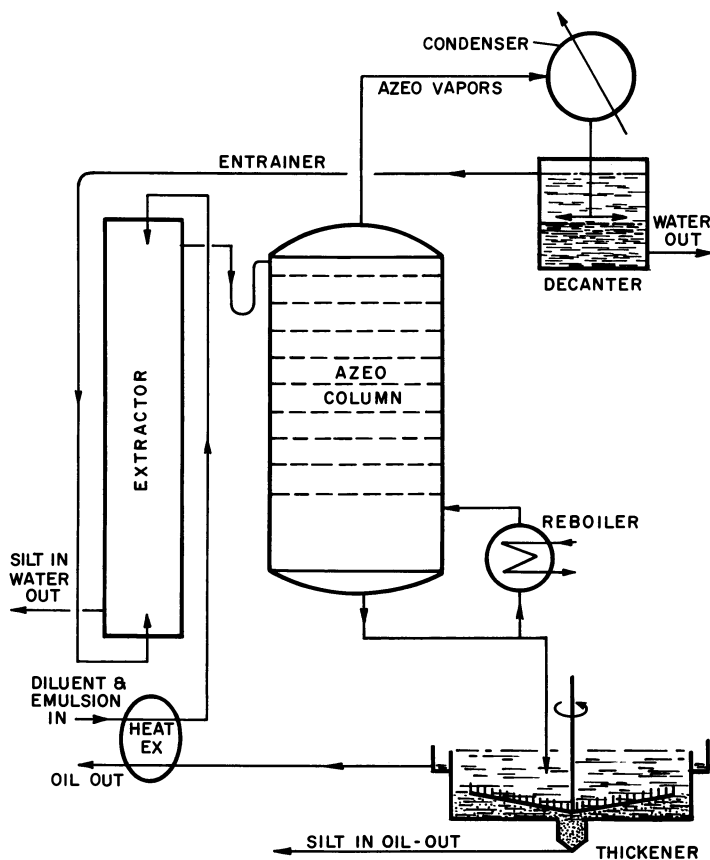 CONDENSER
AZEO VAPORS
ENTRAINER
WATER
OUT
DECANTER
EXTRACTOR
AZEO
COLUMN
REBOILER
SILT IN
WATER
OUT
DILUENT &
EMULSION
IN
HEAT
EX
OIL OUT
SILT IN OIL-OUT
THICKENER